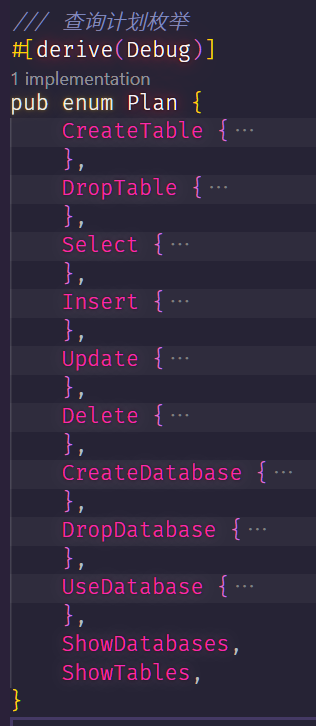 /// 查询计划枚举
#[derive(Debug)]
1 implementation
pub enum Plan {
CreateTable {···
},
DropTable {···
},
Select {···
},
Insert {···
},
Update {···
},
Delete {···
},
CreateDatabase {···
},
DropDatabase {···
},
UseDatabase {···
},
ShowDatabases,
ShowTables,
}